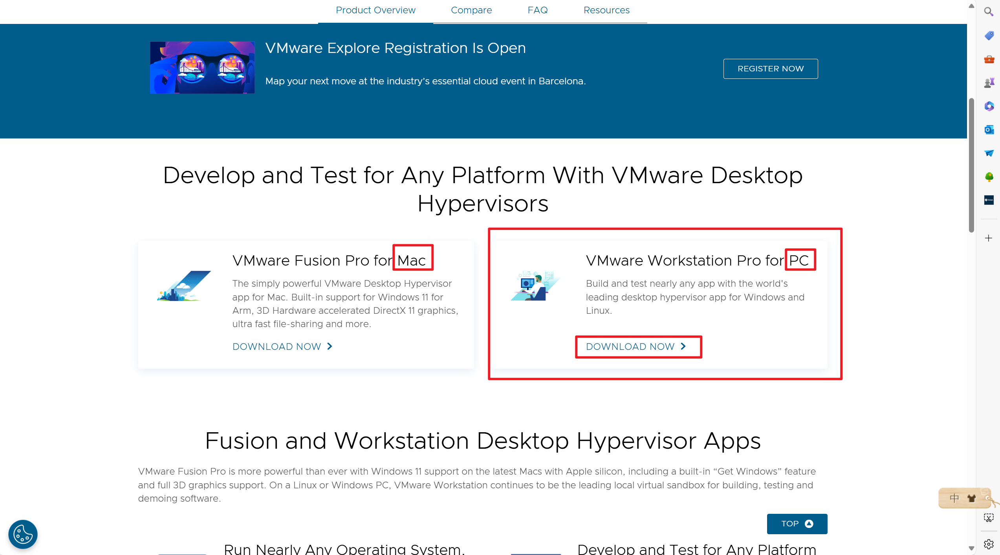 Product Overview
Compare
FAQ
Resources
VMware Explore Registration Is Open
Map your next move at the industry’s essential cloud event in Barcelona.
REGISTER NOW
Develop and Test for Any Platform With VMware Desktop
Hypervisors
VMware Fusion Pro for Mac
The simply powerful VMware Desktop Hypervisor
app for Mac. Built-in support for Windows 11 for
Arm, 3D Hardware accelerated DirectX 11 graphics,
ultra fast file-sharing and more.
DOWNLOAD NOW
VMware Workstation Pro for PC
Build and test nearly any app with the world's
leading desktop hypervisor app for Windows and
Linux.
DOWNLOAD NOW
Fusion and Workstation Desktop Hypervisor Apps
VMware Fusion Pro is more powerful than ever with Windows 11 support on the latest Macs with Apple silicon, including a built-in “Get Windows” feature
and full 3D graphics support. On a Linux or Windows PC, VMware Workstation continues to be the leading local virtual sandbox for building, testing and
demoing software.
中
TOP
Run Nearly Any Operating System.
Develop and Test for Any Platform
DeepL